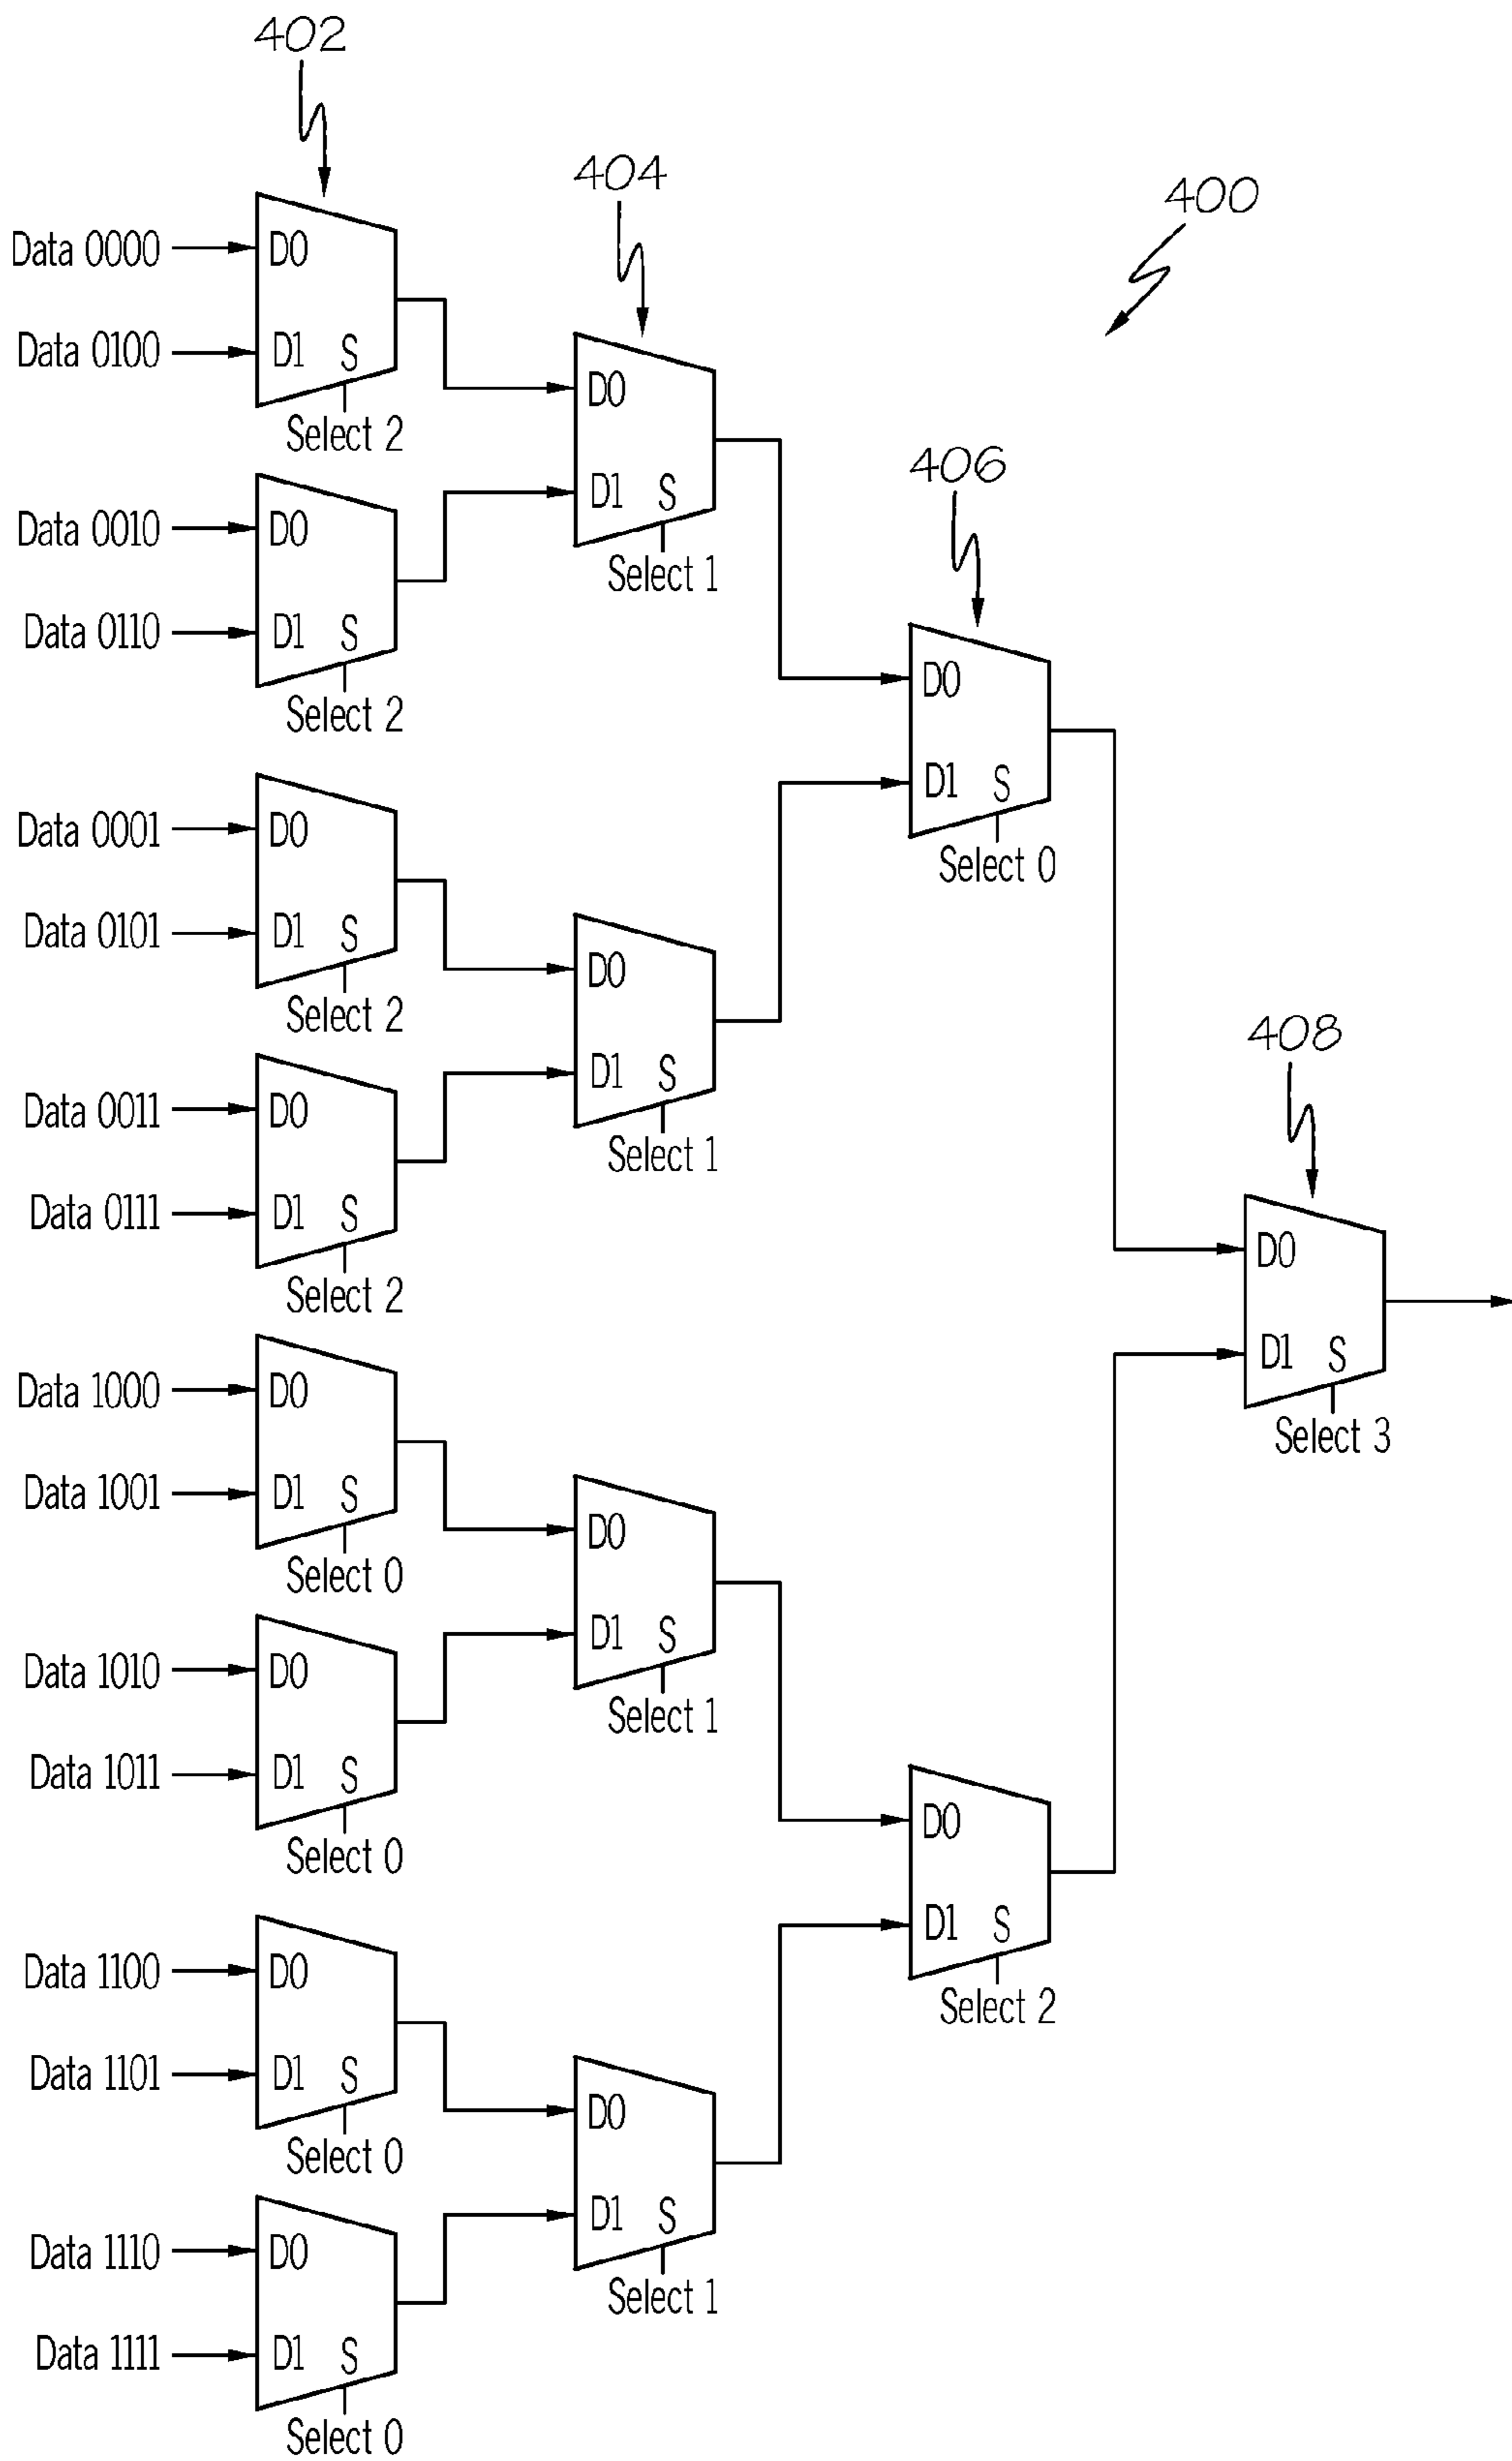 402
404
400
Data 0000
D0
Data 0100
D1
S
Select 2
D0
D1
S
Select 1
Data 0010
D0
Data 0110
D1
S
Select 2
406
D0
D1
S
Select 0
Data 0001
D0
Data 0101
D1
S
Select 2
D0
D1
S
Select 1
Data 0011
D0
Data 0111
D1
S
Select 2
408
D0
D1
S
Select 3
Data 1000
D0
Data 1001
D1
S
Select 0
D0
D1
S
Select 1
Data 1010
D0
Data 1011
D1
S
Select 0
D0
D1
S
Select 2
Data 1100
D0
Data 1101
D1
S
Select 0
D0
D1
S
Select 1
Data 1110
D0
Data 1111
D1
S
Select 0